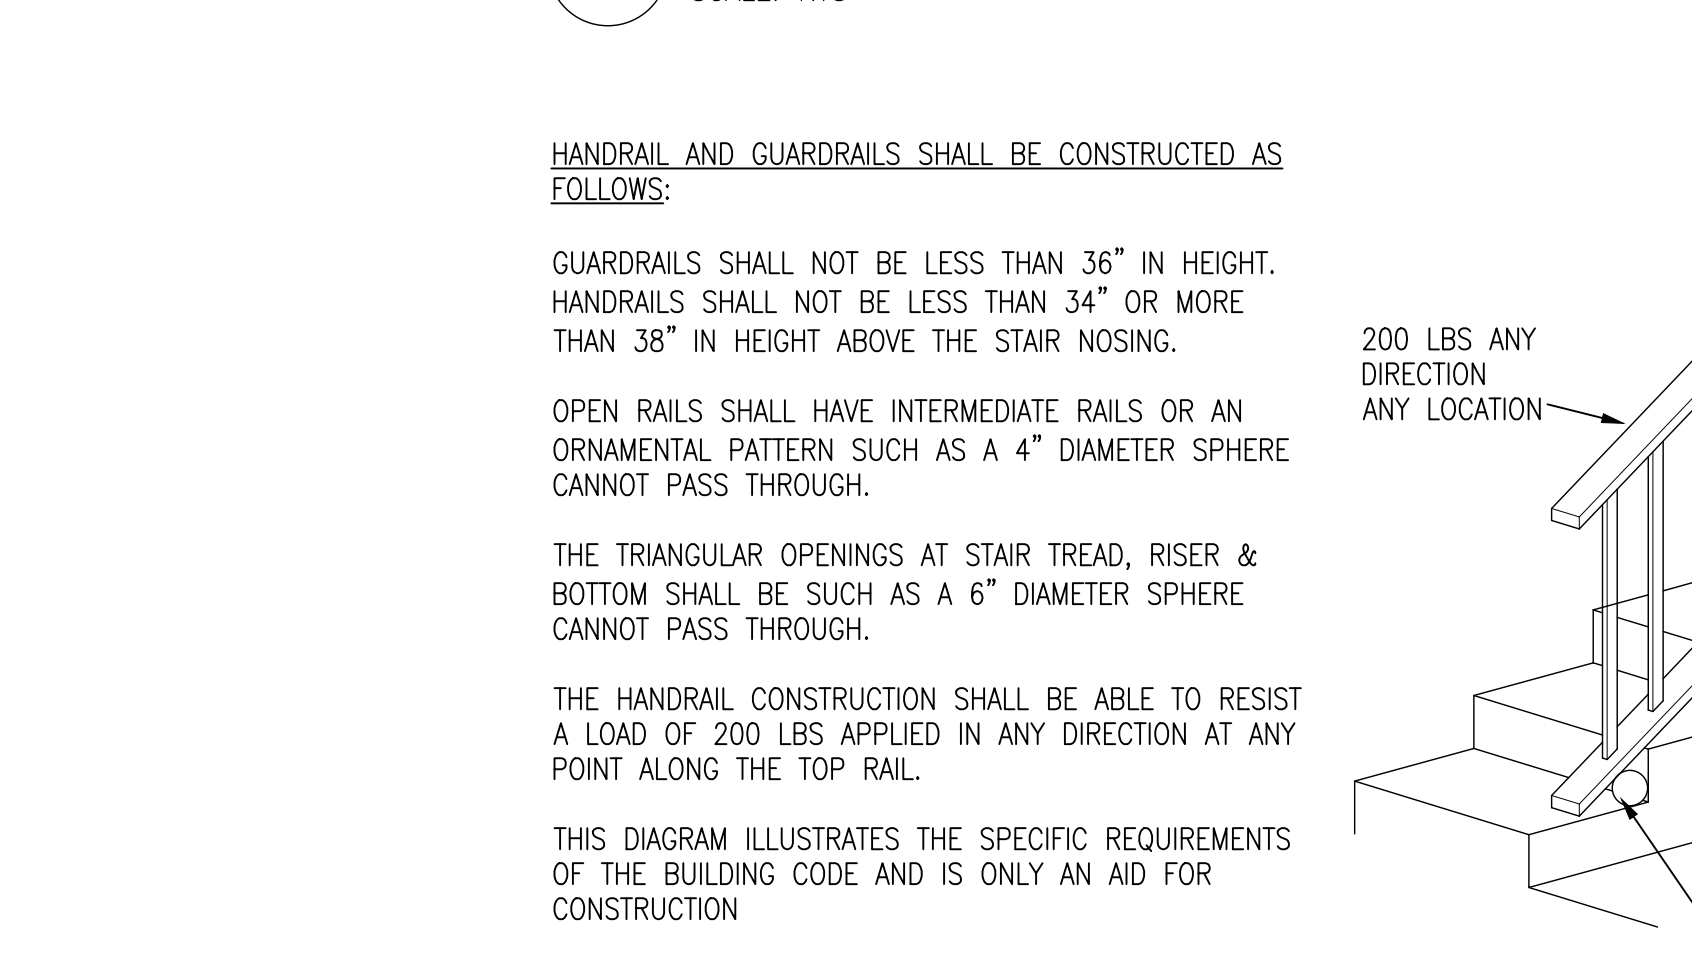 HANDRAIL AND GUARDRAILS SHALL BE CONSTRUCTED AS
FOLLOWS:
GUARDRAILS SHALL NOT BE LESS THAN 36” IN HEIGHT.
HANDRAILS SHALL NOT BE LESS THAN 34” OR MORE
THAN 38” IN HEIGHT ABOVE THE STAIR NOSING.
OPEN RAILS SHALL HAVE INTERMEDIATE RAILS OR AN
ORNAMENTAL PATTERN SUCH AS A 4” DIAMETER SPHERE
CANNOT PASS THROUGH.
THE TRIANGULAR OPENINGS AT STAIR TREAD, RISER &
BOTTOM SHALL BE SUCH AS A 6” DIAMETER SPHERE
CANNOT PASS THROUGH.
THE HANDRAIL CONSTRUCTION SHALL BE ABLE TO RESIST
A LOAD OF 200 LBS APPLIED IN ANY DIRECTION AT ANY
POINT ALONG THE TOP RAIL.
THIS DIAGRAM ILLUSTRATES THE SPECIFIC REQUIREMENTS
OF THE BUILDING CODE AND IS ONLY AN AID FOR
CONSTRUCTION
200 LBS ANY
DIRECTION
ANY LOCATION